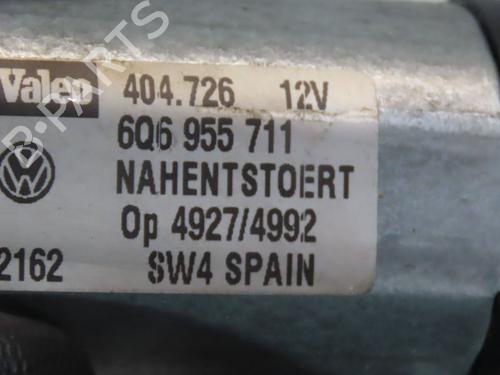 Valeo 404.726 12V
6Q6 955 711
NAHENTSTOERT
Op 4927/4992
2162 SW4 SPAIN
B-PARTS